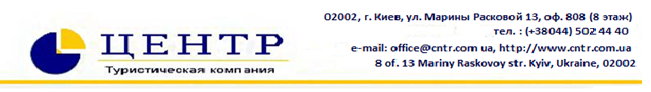 ЦЕНТР
Туристическая компания
02002, г. Киев, ул. Марины Расковой 13, оф. 808 (8 этаж)
тел. : (+38044) 502 44 40
e-mail: office@cntr.com ua, http://www.cntr.com.ua
8 of . 13 Mariny Raskovoy str. Kyiv, Ukraine, 02002